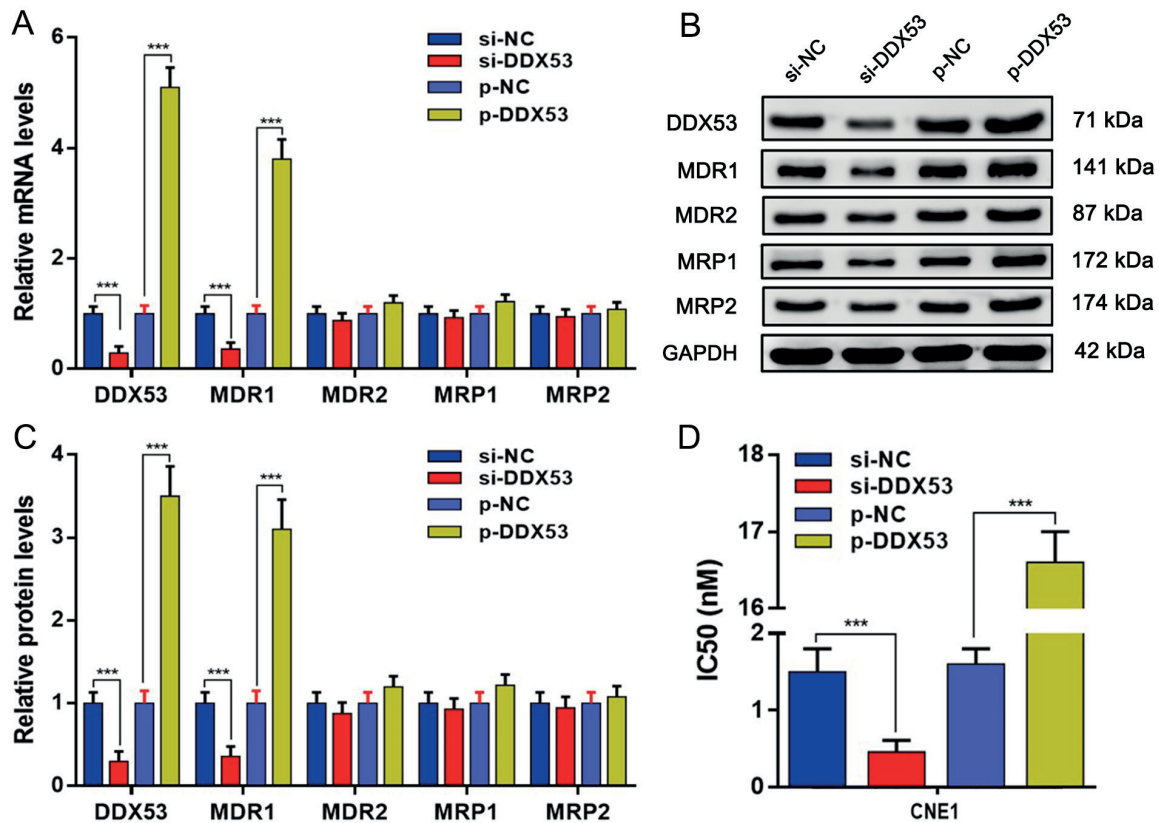 A
Relative mRNA levels
6
4
2
0
***
***
***
***
si-NC
si-DDX53
p-NC
p-DDX53
DDX53 MDR1 MDR2 MRP1 MRP2
B
si-NC si-DDX53 p-NC p-DDX53
DDX53 71 kDa
MDR1 141 kDa
MDR2 87 kDa
MRP1 172 kDa
MRP2 174 kDa
GAPDH 42 kDa
C
Relative protein levels
4
3
2
1
0
***
***
***
***
si-NC
si-DDX53
p-NC
p-DDX53
DDX53 MDR1 MDR2 MRP1 MRP2
D
IC50 (nM)
18
17
16
2
1
0
***
***
si-NC
si-DDX53
p-NC
p-DDX53
CNE1